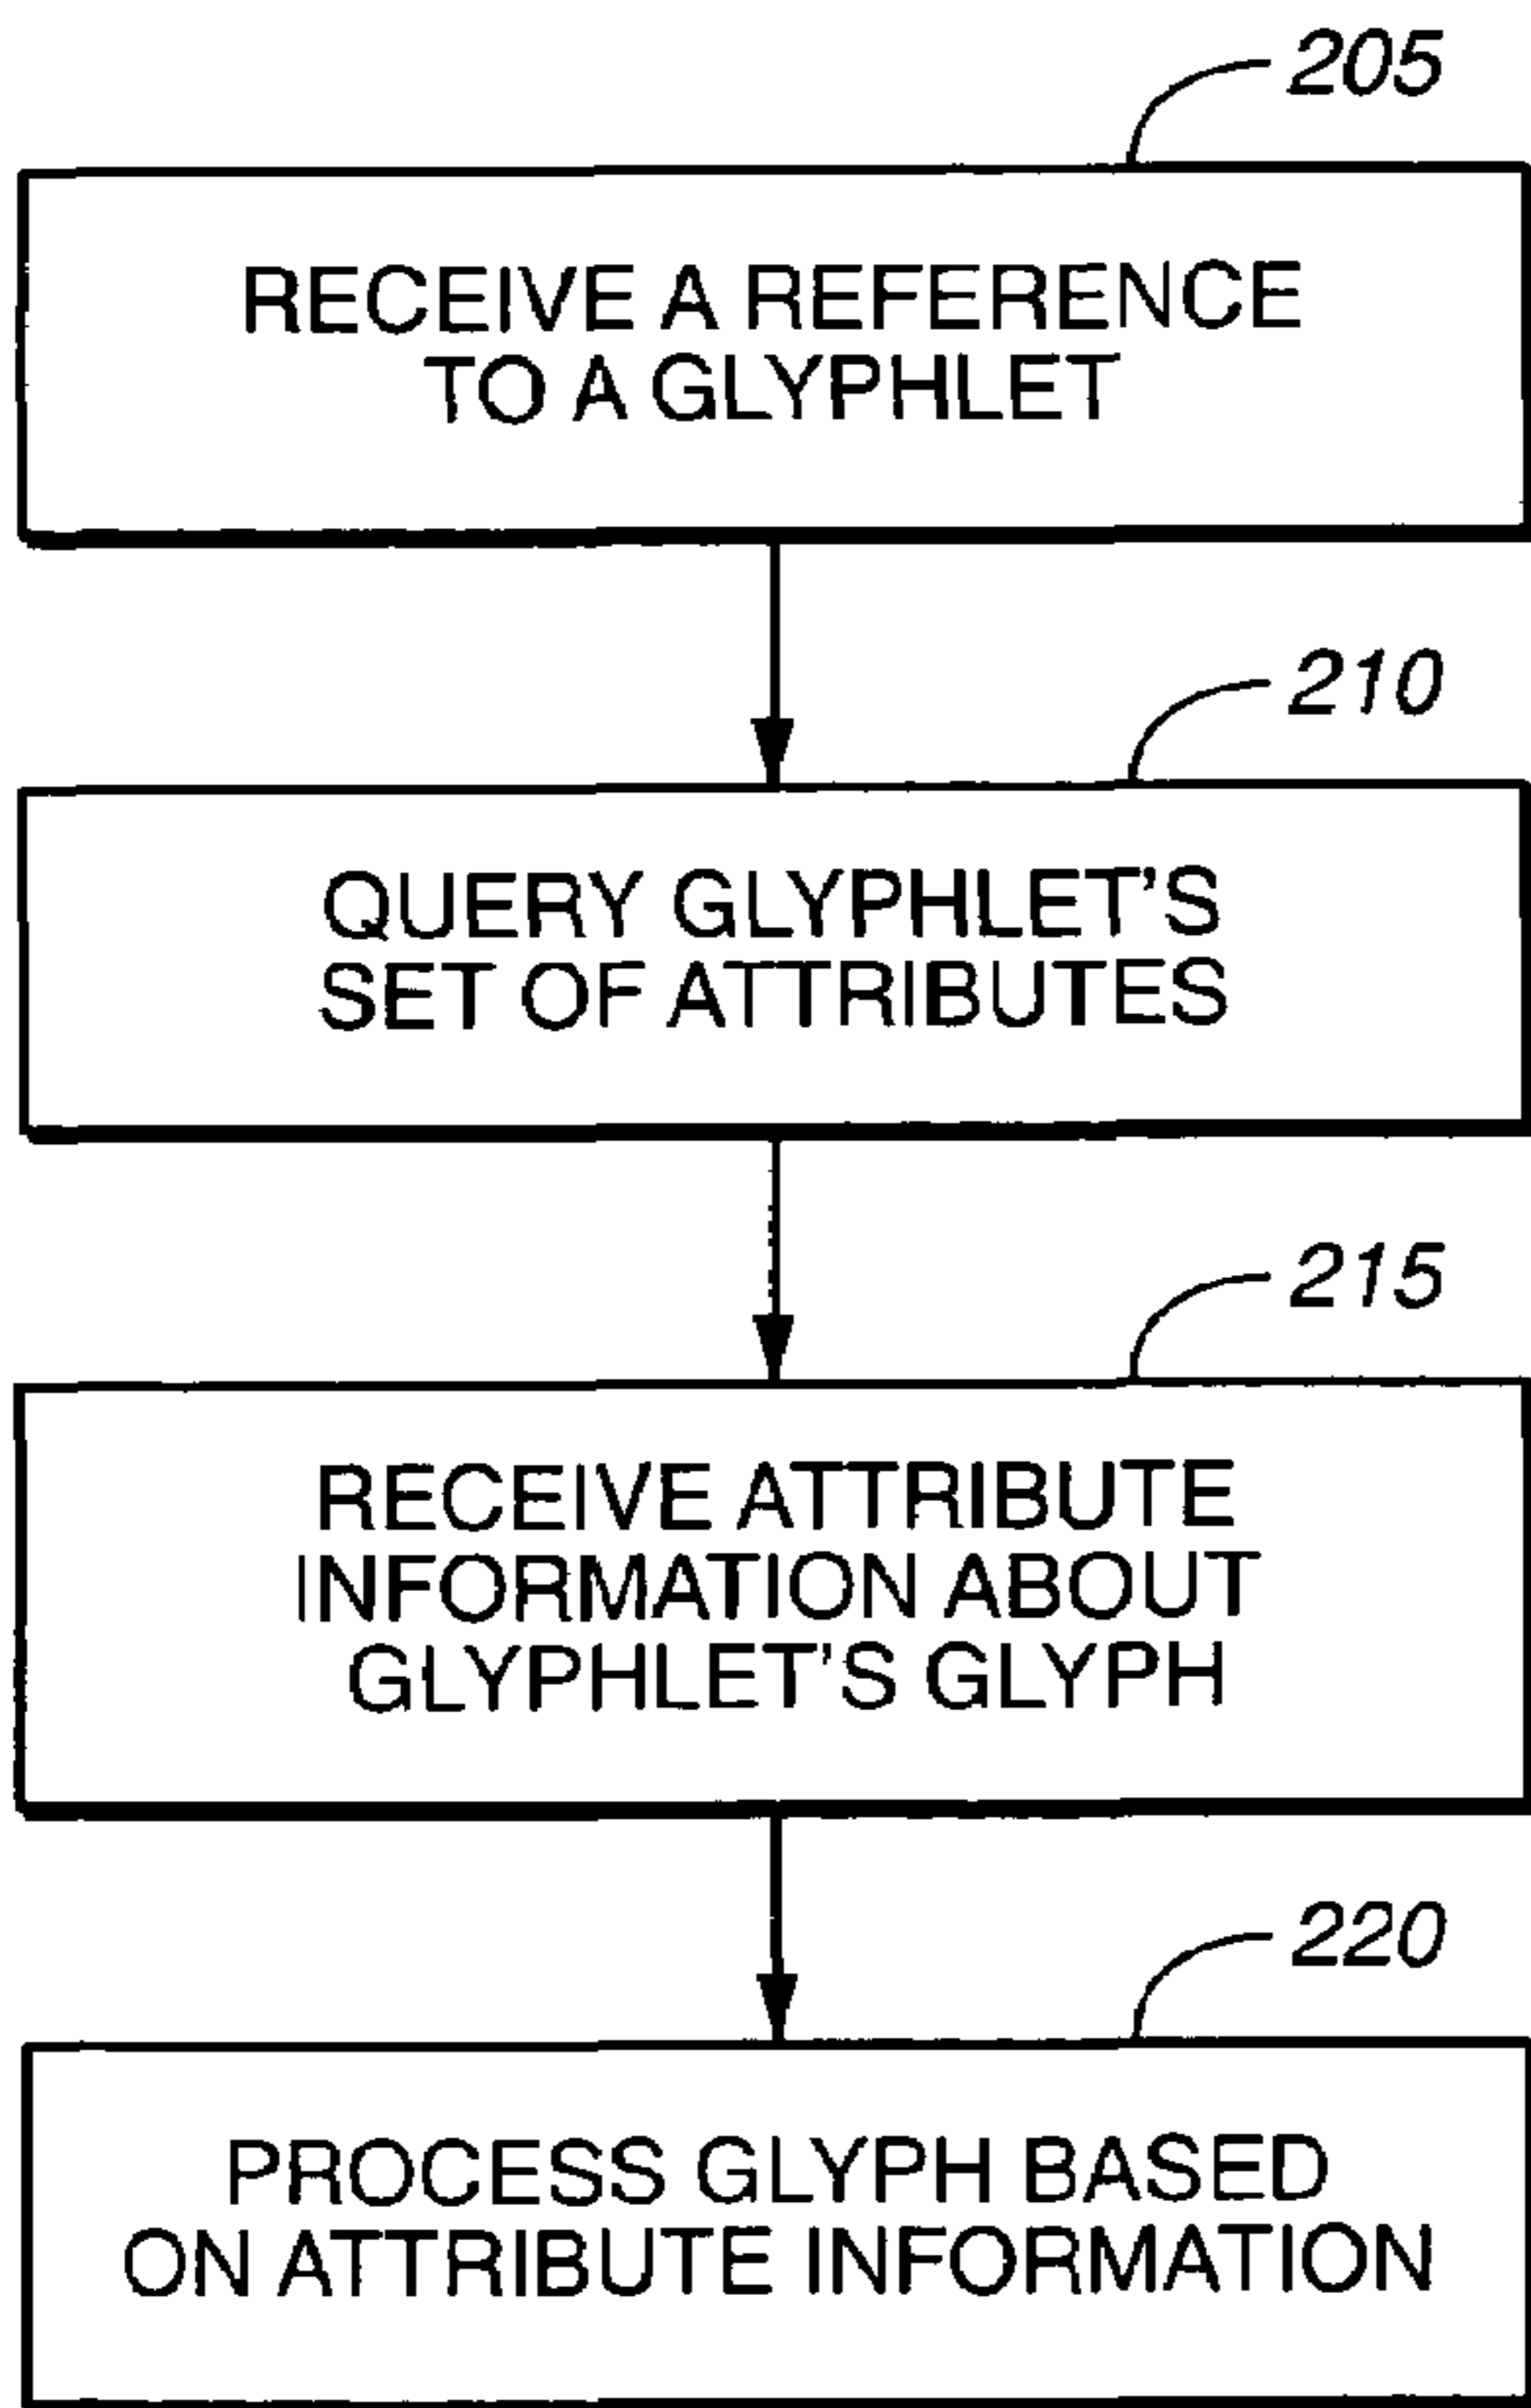 205
RECEIVE A REFERENCE
TO A GLYPHLET
210
QUERY GLYPHLET'S
SET OF ATTRIBUTES
215
RECEIVE ATTRIBUTE
INFORMATION ABOUT
GLYPHLET'S GLYPH
220
PROCESS GLYPH BASED
ON ATTRIBUTE INFORMATION